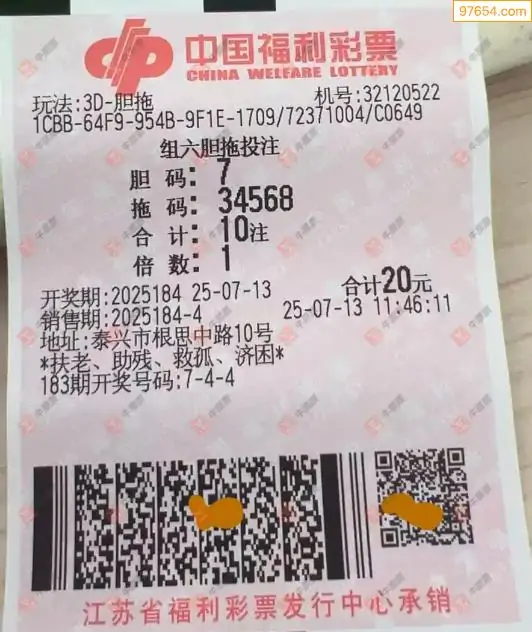 97654.com
中国福利彩票
CHINA WELFARE LOTTERY
玩法:3D-胆拖 机号:32120522
1CBB-64F9-954B-9F1E-1709/72371004/C0649
组六胆拖投注
胆 码: 7
拖 码: 34568
合 计: 10注
倍 数: 1
合计20元
开奖期:2025184 25-07-13
销售期:2025184-4 25-07-13 11:46:11
地址:泰兴市根思中路10号
*扶老、助残、救孤、济困*
183期开奖号码:7-4-4
江苏省福利彩票发行中心承销